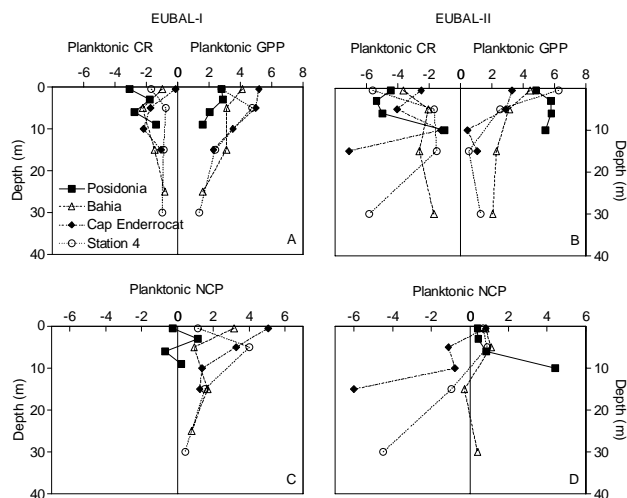 EUBAL-I
EUBAL-II
Planktonic CR Planktonic GPP
Planktonic CR Planktonic GPP
-6 -4 -2 0 2 4 6 8
-6 -4 -2 0 2 4 6 8
0
10
20
30
40
Depth (m)
Posidonia
Bahia
Cap Enderrocat
Station 4
A
0
10
20
30
40
Depth (m)
B
Planktonic NCP
Planktonic NCP
-6 -4 -2 0 2 4 6
-6 -4 -2 0 2 4 6
0
10
20
30
40
Depth (m)
C
0
10
20
30
40
Depth (m)
D